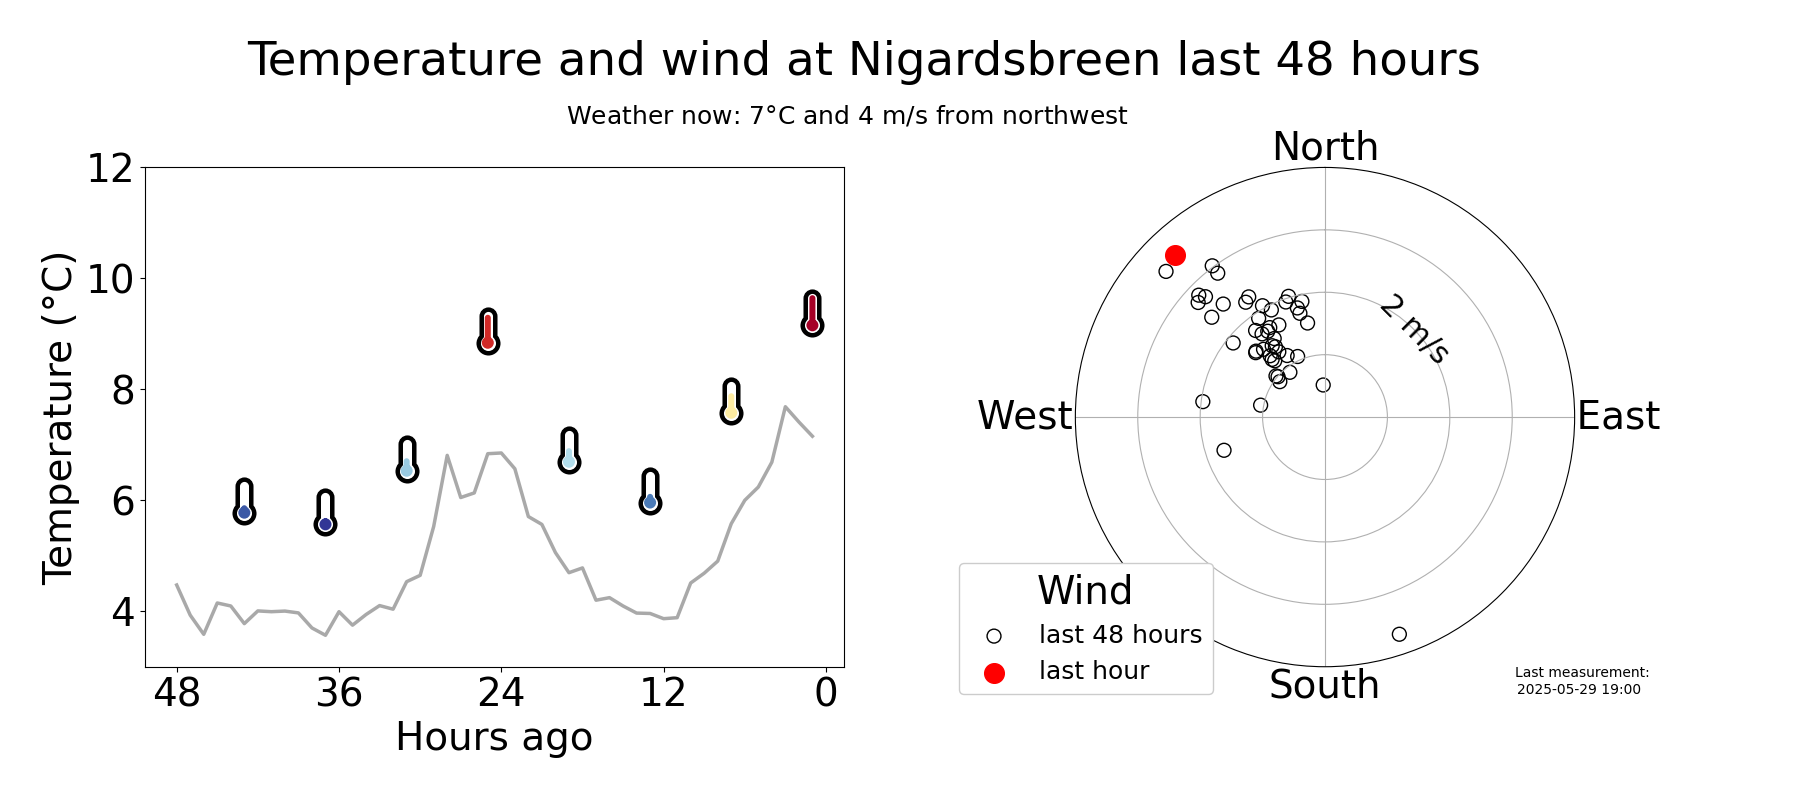 Temperature and wind at Nigardsbreen last 48 hours
Weather now: 7°C and 4 m/s from northwest
12
10
8
6
4
Temperature (°C)
48 36 24 12 0
Hours ago
North
West
East
South
2 m/s
Wind
last 48 hours
last hour
Last measurement:
2025-05-29 19:00